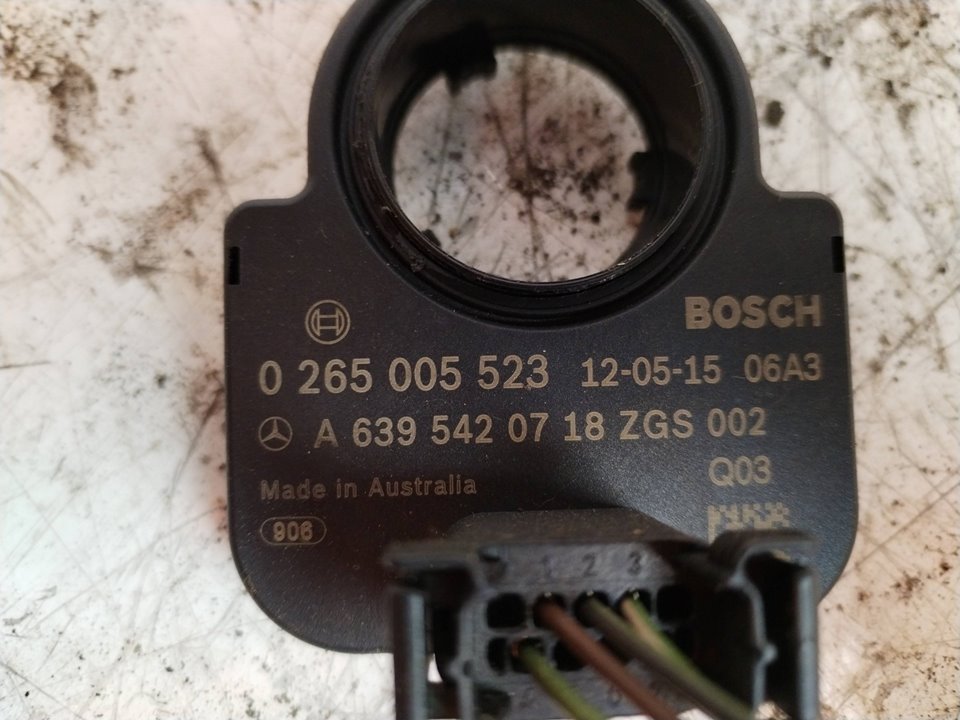 BOSCH
0 265 005 523 12-05-15 06A3
A 639 542 07 18 ZGS 002
Q03
Made in Australia
906
1 2 3